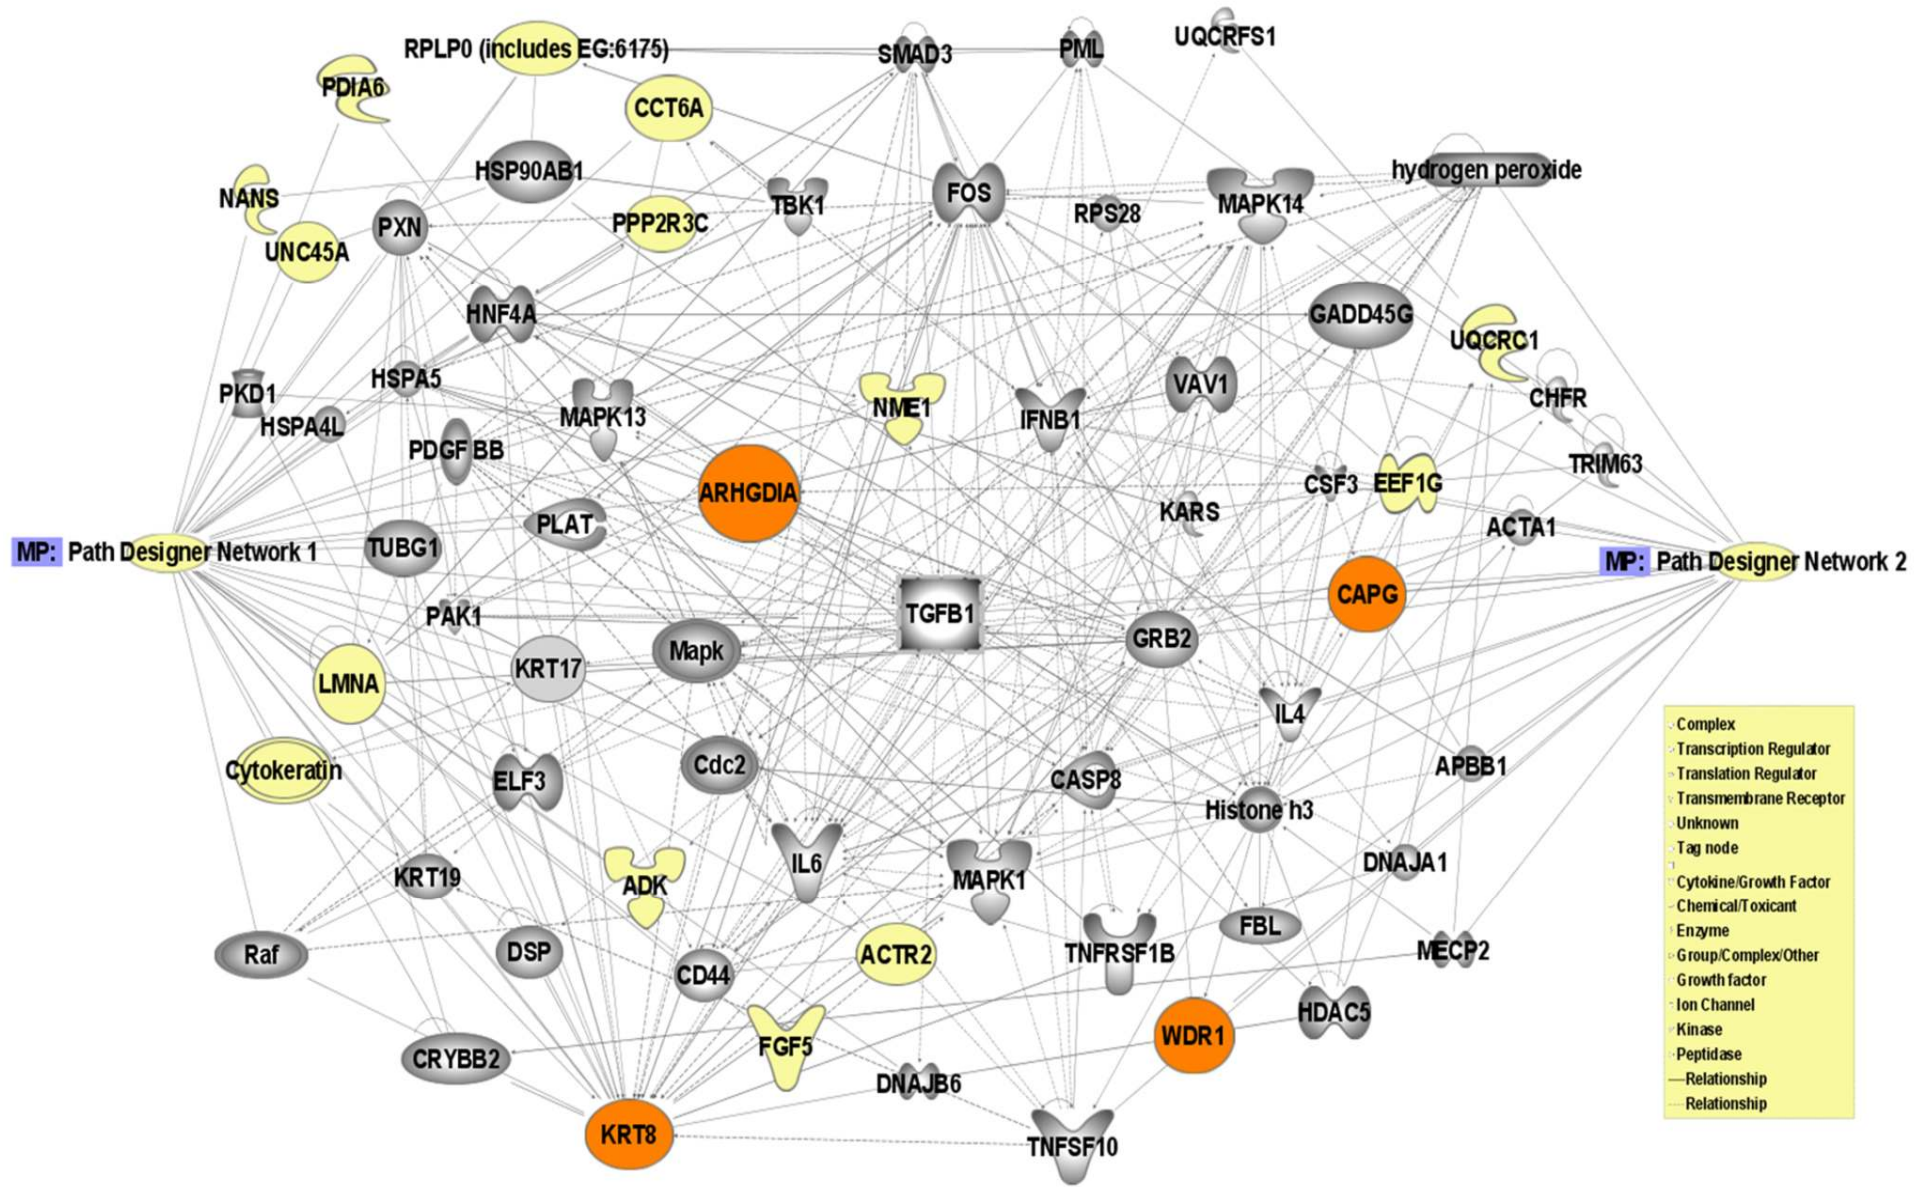 RPLP0 (includes EG:6175)
SMAD3
PML
UQCRFS1
PDIA6
CCT6A
HSP90AB1
hydrogen peroxide
NANS
TBK1
FOS
RPS28
MAPK14
PXN
PPP2R3C
UNC45A
HNF4A
GADD45G
UQCRC1
PKD1
HSPA5
HSPA4L
MAPK13
NME1
IFNB1
VAV1
CHFR
PDGF BB
TRIM63
ARHGDIA
CSF3
EEF1G
PLAT
KARS
ACTA1
MP: Path Designer Network 1
TUBG1
MP: Path Designer Network 2
CAPG
PAK1
TGFB1
GRB2
Mapk
KRT17
LMNA
IL4
Cytokeratin
ELF3
Cdc2
CASP8
APBB1
Histone h3
KRT19
ADK
IL6
MAPK1
DNAJA1
Raf
DSP
CD44
ACTR2
TNFRSF1B
FBL
MECP2
CRYBB2
FGF5
WDR1
HDAC5
DNAJB6
KRT8
TNFSF10
Complex
Transcription Regulator
Translation Regulator
Transmembrane Receptor
Unknown
Tag node
Cytokine/Growth Factor
Chemical/Toxicant
Enzyme
Group/Complex/Other
Growth factor
Ion Channel
Kinase
Peptidase
Relationship
Relationship